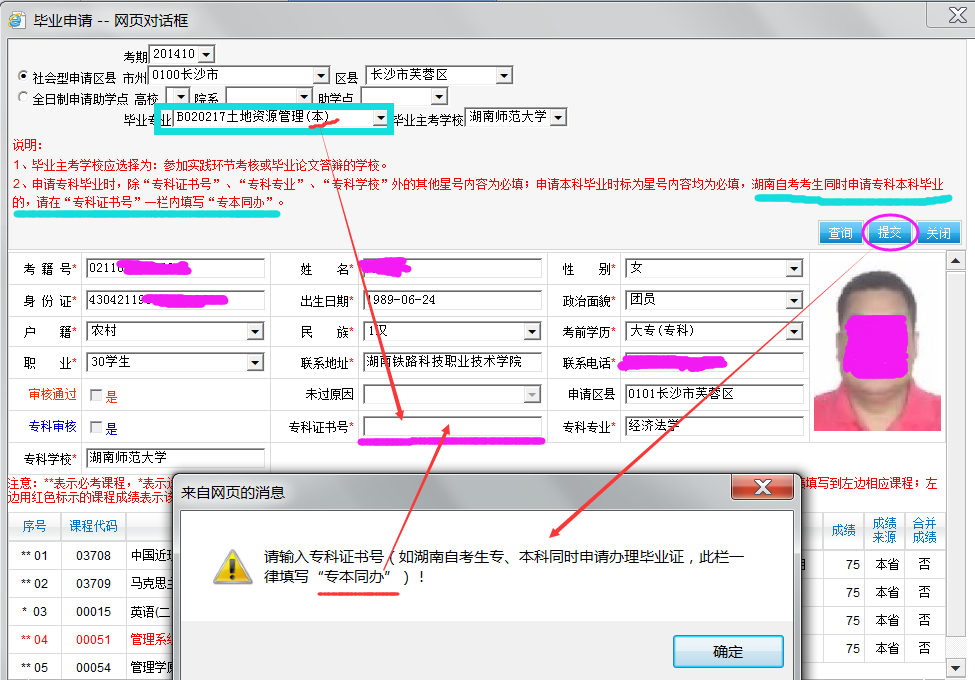 毕业申请 -- 网页对话框
考期 201410
社会型申请区县 市州 0100长沙市 区县 长沙市芙蓉区
全日制申请助学点 高校 院系 助学点
毕业专业 B020217土地资源管理(本) 毕业主考学校 湖南师范大学
说明:
1、毕业主考学校应选择为：参加实践环节考核或毕业论文答辩的学校。
2、申请专科毕业时，除“专科证书号”、“专科专业”、“专科学校”外的其他星号内容为必填；申请本科毕业时标为星号内容均为必填，湖南自考考生同时申请专科本科毕业
的，请在“专科证书号”一栏内填写“专本同办”。
查询 提交 关闭
考 籍 号* 0211 姓 名* 性 别* 女
身 份 证* 43042119 出生日期* 1989-06-24 政治面貌* 团员
户 籍* 农村 民 族* 1汉 考前学历* 大专(专科)
职 业* 30学生 联系地址* 湖南铁路科技职业技术学院 联系电话*
审核通过 是 未过原因 申请区县 0101长沙市芙蓉区
专科审核 是 专科证书号* 专科专业* 经济法学
专科学校* 湖南师范大学
注意：**表示必考课程，*表示 填写到左边相应课程；左
边用红色标示的课程成绩表示该
来自网页的消息
请输入专科证书号（如湖南自考生专、本科同时申请办理毕业证，此栏一
律填写“专本同办”）！
确定
序号 课程代码 成绩 成绩来源 合并成绩
** 01 03708 中国近 75 本省 否
** 02 03709 马克思主 75 本省 否
* 03 00015 英语(二 75 本省 否
** 04 00051 管理系统 75 本省 否
** 05 00054 管理学原